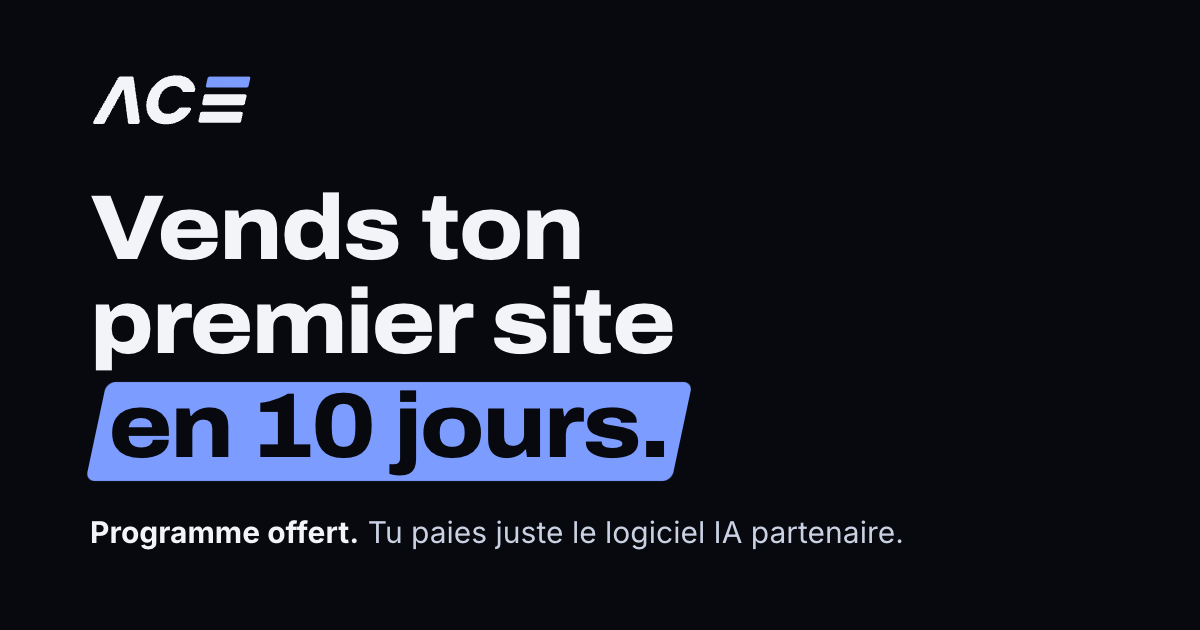 ACE
Vends ton
premier site
en 10 jours.
Programme offert. Tu paies juste le logiciel IA partenaire.